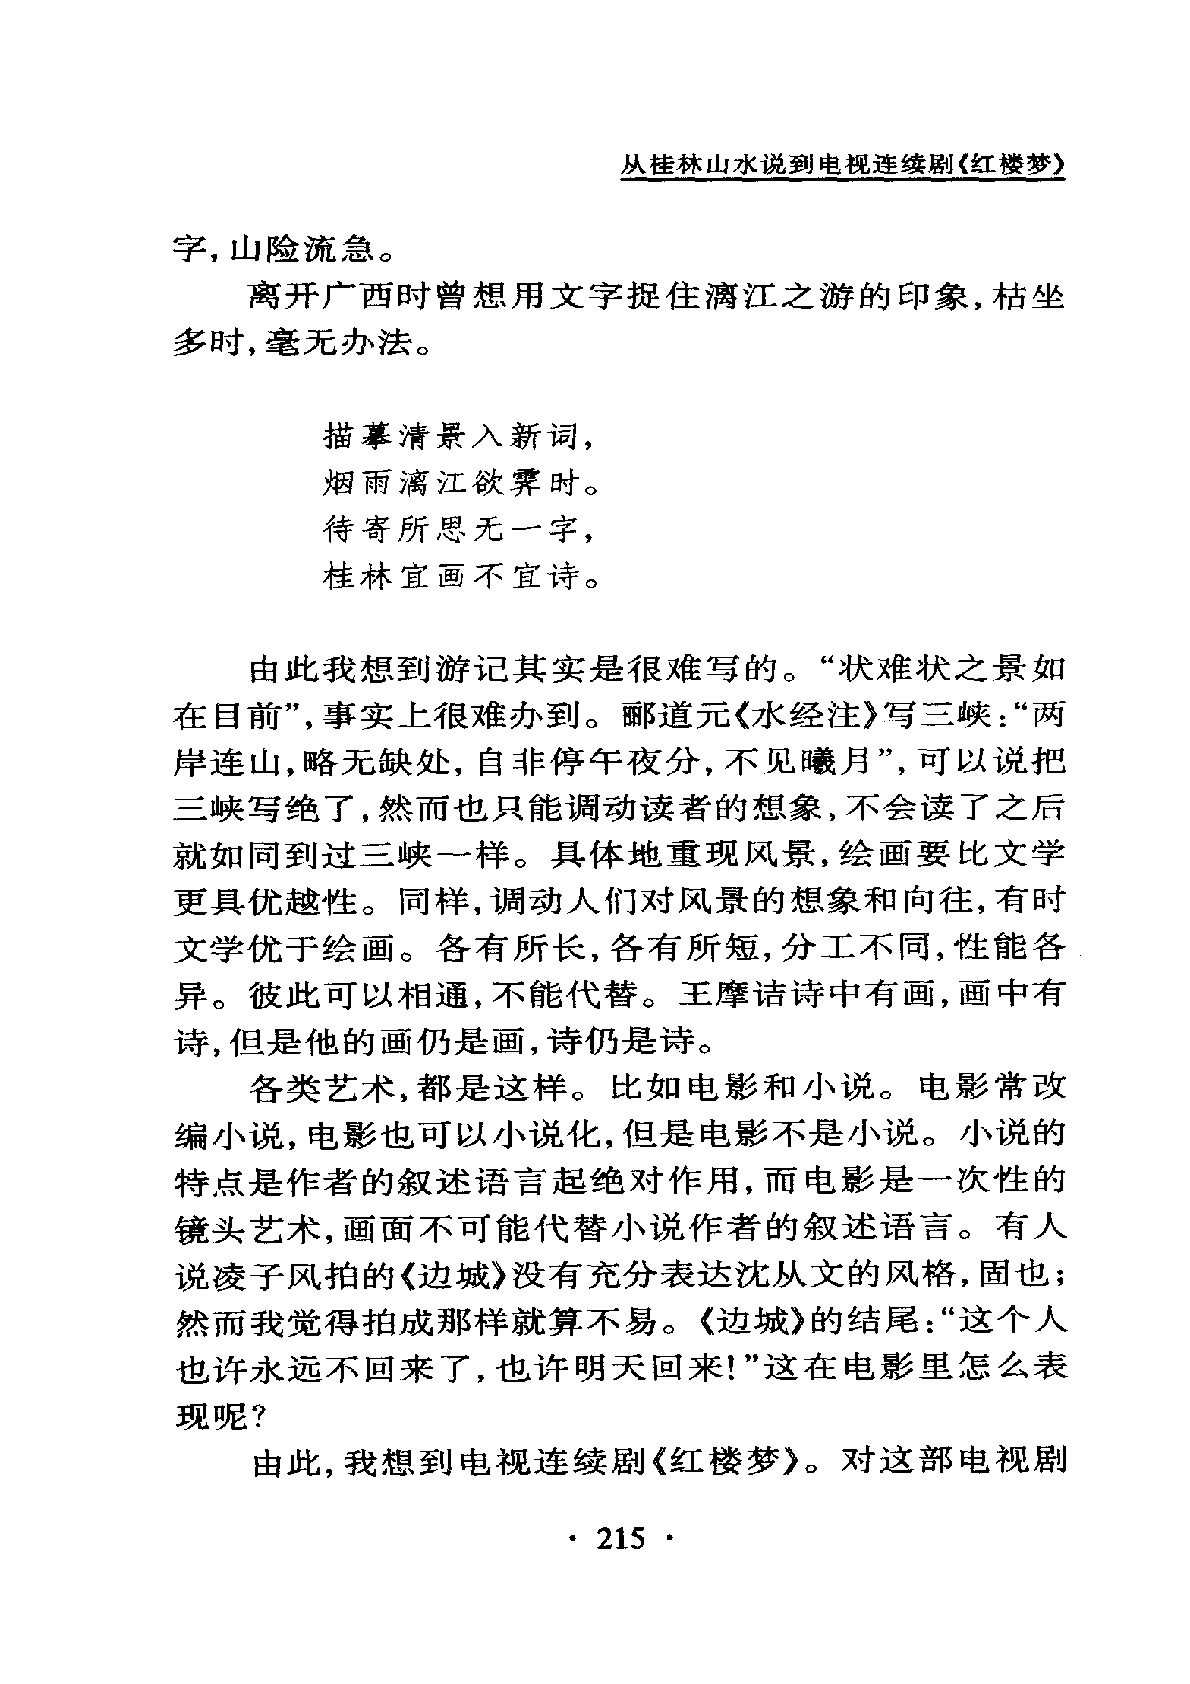 从桂林山水说到电视连续剧《红楼梦》
字，山险流急。
离开广西时曾想用文字捉住漓江之游的印象，枯坐
多时，毫无办法。
描摹清景入新词，
烟雨漓江欲霁时。
待寄所思无一字，
桂林宜画不宜诗。
由此我想到游记其实是很难写的。“状难状之景如
在目前”，事实上很难办到。郦道元《水经注》写三峡：“两
岸连山，略无缺处，自非停午夜分，不见曦月”，可以说把
三峡写绝了，然而也只能调动读者的想象，不会读了之后
就如同到过三峡一样。具体地重现风景，绘画要比文学
更具优越性。同样，调动人们对风景的想象和向往，有时
文学优于绘画。各有所长，各有所短，分工不同，性能各
异。彼此可以相通，不能代替。王摩诘诗中有画，画中有
诗，但是他的画仍是画，诗仍是诗。
各类艺术，都是这样。比如电影和小说。电影常改
编小说，电影也可以小说化，但是电影不是小说。小说的
特点是作者的叙述语言起绝对作用，而电影是一次性的
镜头艺术，画面不可能代替小说作者的叙述语言。有人
说凌子风拍的《边城》没有充分表达沈从文的风格，固也；
然而我觉得拍成那样就算不易。《边城》的结尾：“这个人
也许永远不回来了，也许明天回来！”这在电影里怎么表
现呢？
由此，我想到电视连续剧《红楼梦》。对这部电视剧
· 215 ·